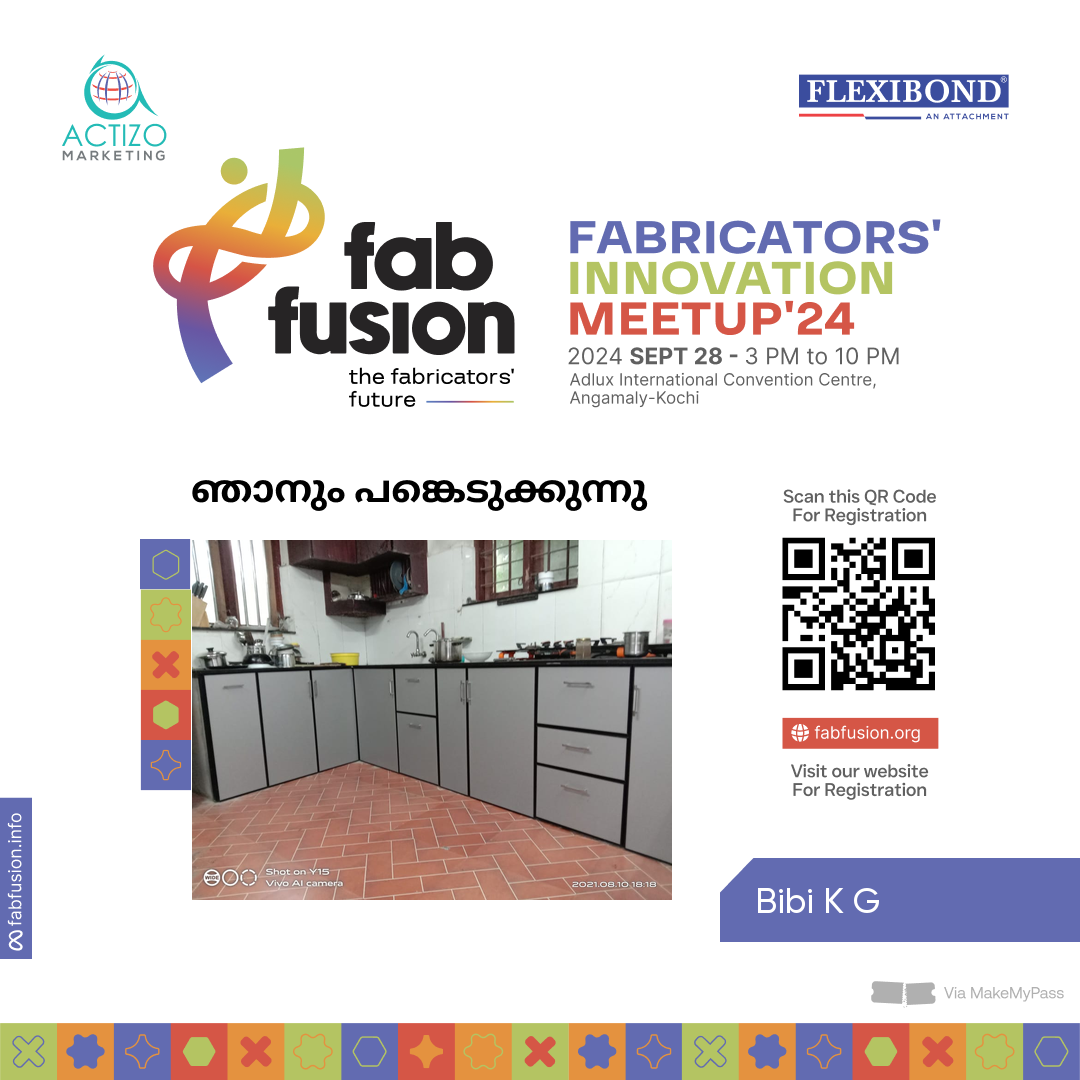 ACTIZO
MARKETING
FLEXIBOND®
AN ATTACHMENT
fab
fusion
the fabricators'
future
FABRICATORS'
INNOVATION
MEETUP'24
2024 SEPT 28 - 3 PM to 10 PM
Adlux International Convention Centre,
Angamaly-Kochi
ഞാനും പങ്കെടുക്കുന്നു
Scan this QR Code
For Registration
fabfusion.org
Visit our website
For Registration
WIDE
Shot on Y15
Vivo AI camera
2021.08.10 18:18
fabfusion.info
Bibi K G
Via MakeMyPass